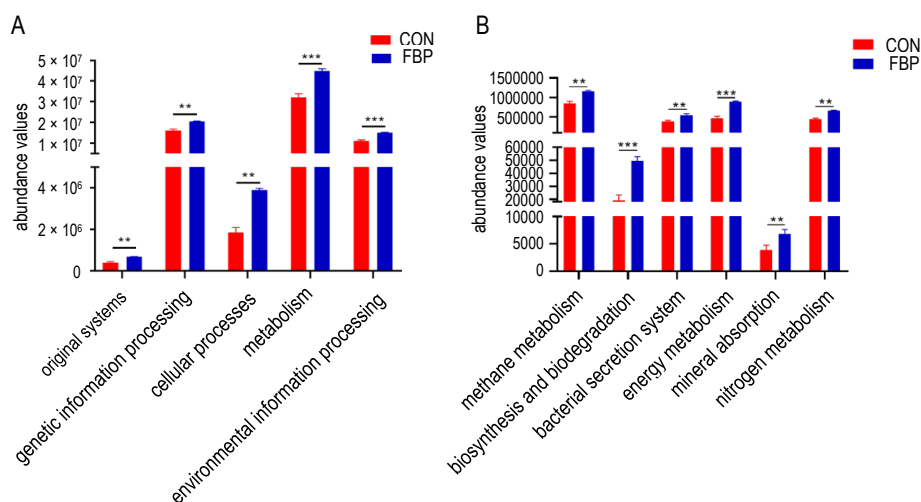 A
CON
FBP
abundance values
5 × 10⁷
3 × 10⁷
2 × 10⁷
1 × 10⁷
4 × 10⁶
2 × 10⁶
0
**
**
**
***
***
original systems
genetic information processing
cellular processes
metabolism
environmental information processing
B
CON
FBP
abundance values
1500000
1000000
500000
60000
50000
40000
30000
20000
10000
5000
0
**
***
**
***
**
**
methane metabolism
biosynthesis and biodegradation
bacterial secretion system
energy metabolism
mineral absorption
nitrogen metabolism